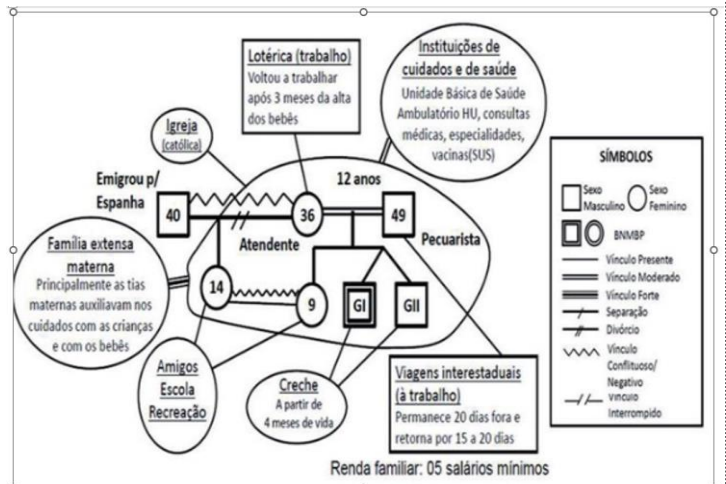 Lotérica (trabalho)
Voltou a trabalhar
após 3 meses da alta
dos bebês
Instituições de
cuidados e de saúde
Unidade Básica de Saúde
Ambulatório HU, consultas
médicas, especialidades,
vacinas(SUS)
Igreja
(católica)
12 anos
Emigrou p/
Espanha
40
36
49
Atendente
Pecuarista
Família extensa
materna
Principalmente as tias
maternas auxiliavam nos
cuidados com as crianças
e com os bebês
14
9
GI
GII
Amigos
Escola
Recreação
Creche
A partir de
4 meses de vida
Viagens interestaduais
(à trabalho)
Permanece 20 dias fora e
retorna por 15 a 20 dias
Renda familiar: 05 salários mínimos
SÍMBOLOS
Sexo
Masculino
Sexo
Feminino
BNMBP
Vínculo Presente
Vínculo Moderado
Vínculo Forte
Separação
Divórcio
Vínculo
Conflituoso/
Negativo
Vínculo
Interrompido